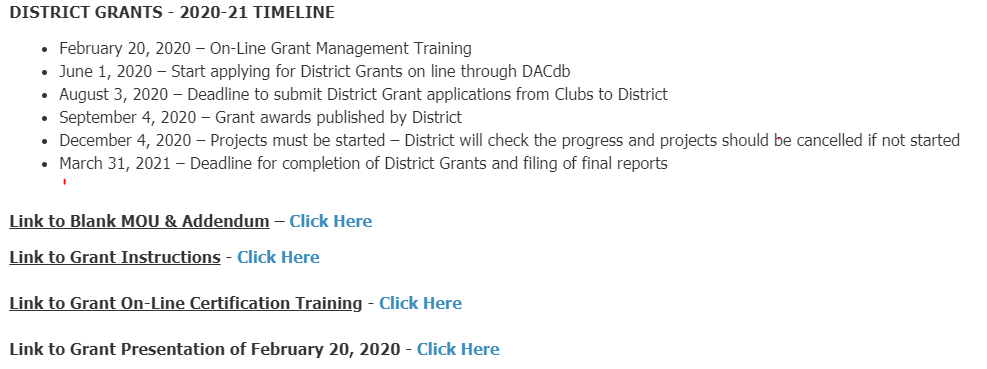 DISTRICT GRANTS - 2020-21 TIMELINE
• February 20, 2020 – On-Line Grant Management Training
• June 1, 2020 – Start applying for District Grants on line through DACdb
• August 3, 2020 – Deadline to submit District Grant applications from Clubs to District
• September 4, 2020 – Grant awards published by District
• December 4, 2020 – Projects must be started – District will check the progress and projects should be cancelled if not started
• March 31, 2021 – Deadline for completion of District Grants and filing of final reports
Link to Blank MOU & Addendum – Click Here
Link to Grant Instructions - Click Here
Link to Grant On-Line Certification Training - Click Here
Link to Grant Presentation of February 20, 2020 - Click Here